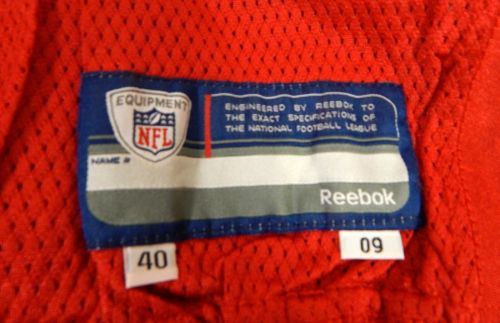 EQUIPMENT
NFL
ENGINEERED BY REEBOK TO
THE EXACT SPECIFICATIONS OF
THE NATIONAL FOOTBALL LEAGUE
NAME #
Reebok
40
09